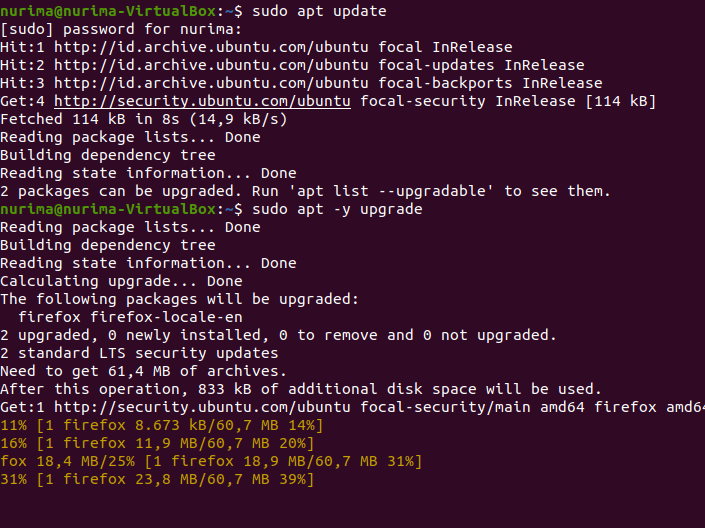 nurima@nurima-VirtualBox:~$ sudo apt update
[sudo] password for nurima:
Hit:1 http://id.archive.ubuntu.com/ubuntu focal InRelease
Hit:2 http://id.archive.ubuntu.com/ubuntu focal-updates InRelease
Hit:3 http://id.archive.ubuntu.com/ubuntu focal-backports InRelease
Get:4 http://security.ubuntu.com/ubuntu focal-security InRelease [114 kB]
Fetched 114 kB in 8s (14,9 kB/s)
Reading package lists... Done
Building dependency tree
Reading state information... Done
2 packages can be upgraded. Run 'apt list --upgradable' to see them.
nurima@nurima-VirtualBox:~$ sudo apt -y upgrade
Reading package lists... Done
Building dependency tree
Reading state information... Done
Calculating upgrade... Done
The following packages will be upgraded:
  firefox firefox-locale-en
2 upgraded, 0 newly installed, 0 to remove and 0 not upgraded.
2 standard LTS security updates
Need to get 61,4 MB of archives.
After this operation, 833 kB of additional disk space will be used.
Get:1 http://security.ubuntu.com/ubuntu focal-security/main amd64 firefox amd64
11% [1 firefox 8.673 kB/60,7 MB 14%]
16% [1 firefox 11,9 MB/60,7 MB 20%]
fox 18,4 MB/25% [1 firefox 18,9 MB/60,7 MB 31%]
31% [1 firefox 23,8 MB/60,7 MB 39%]